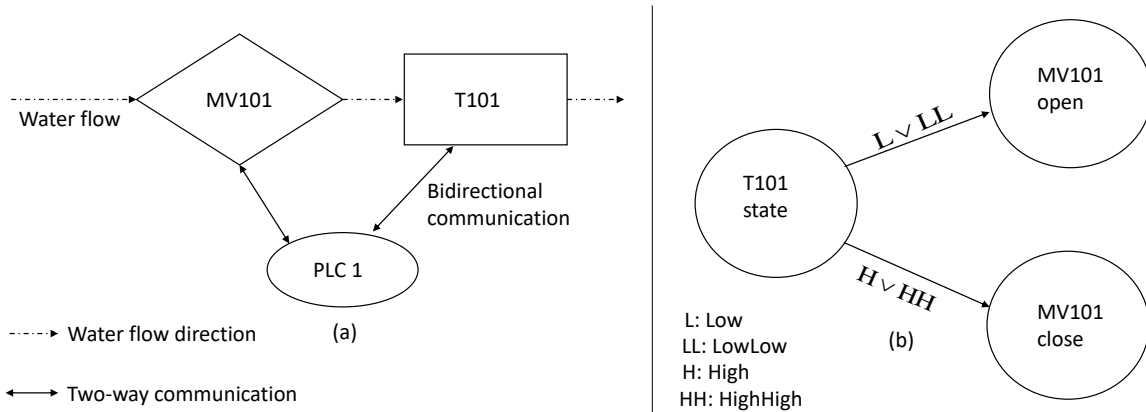 MV101
T101
Water flow
Bidirectional
communication
PLC 1
(a)
Water flow direction
Two-way communication
MV101
open
L ∨ LL
T101
state
H ∨ HH
MV101
close
(b)
L: Low
LL: LowLow
H: High
HH: HighHigh